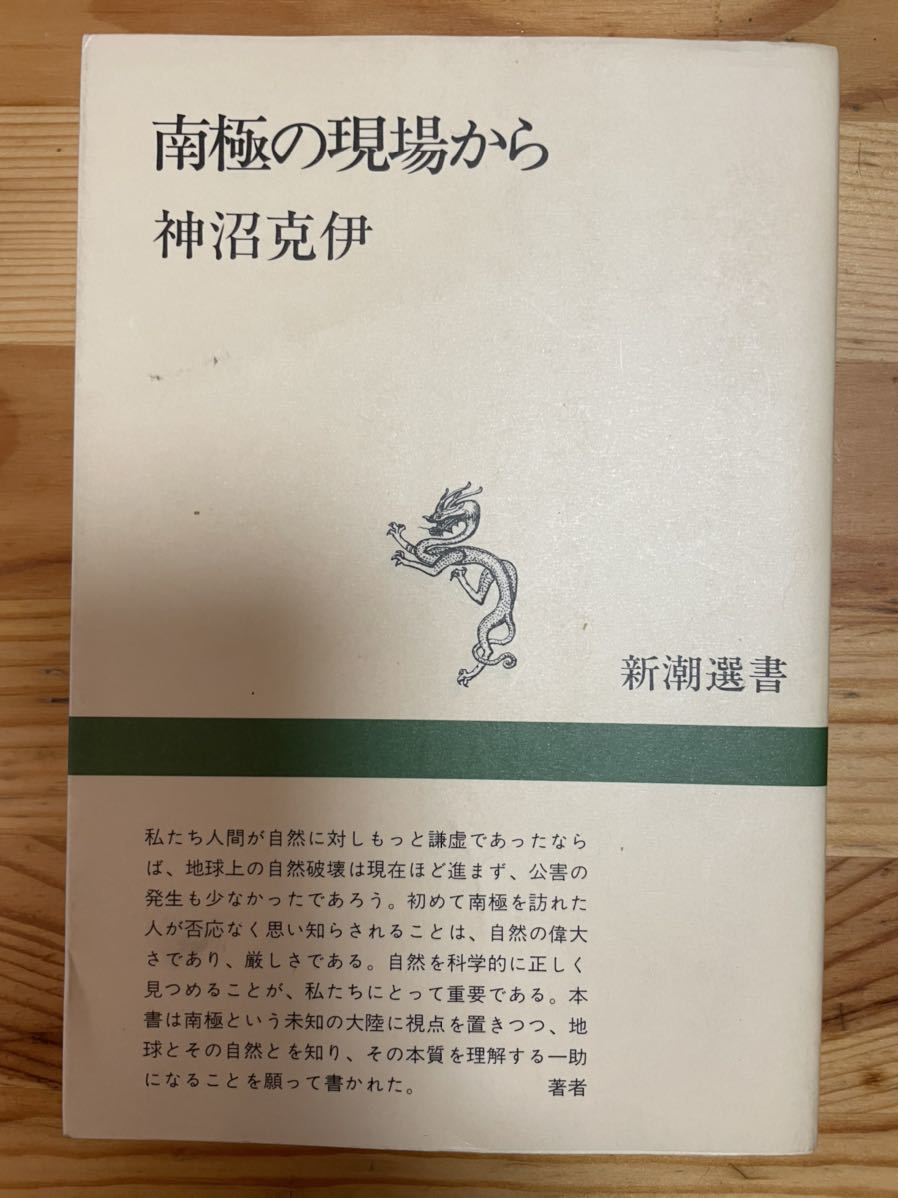 南極の現場から
神沼克伊
新潮選書
私たち人間が自然に対しもっと謙虚であったなら
ば、地球上の自然破壊は現在ほど進まず、公害の
発生も少なかったであろう。初めて南極を訪れた
人が否応なく思い知らされることは、自然の偉大
さであり、厳しさである。自然を科学的に正しく
見つめることが、私たちにとって重要である。本
書は南極という未知の大陸に視点を置きつつ、地
球とその自然とを知り、その本質を理解する一助
になることを願って書かれた。 著者